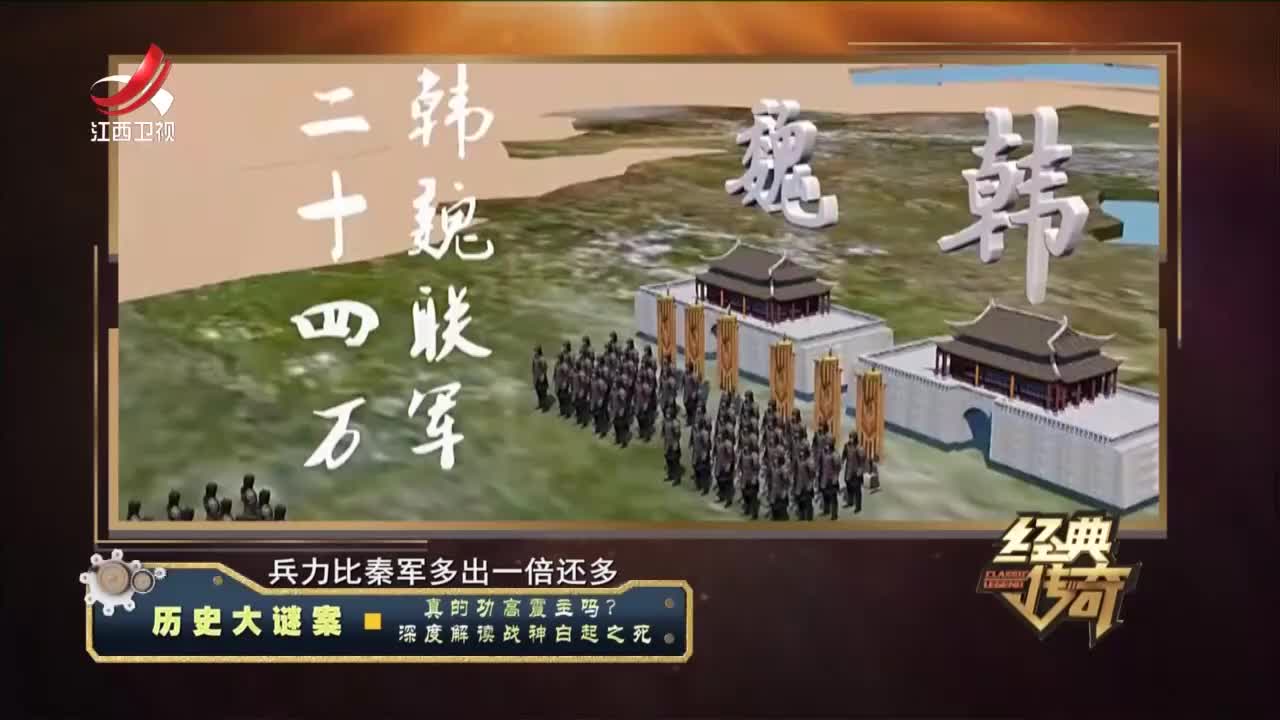 江西卫视
韩魏联军
二十四万
魏
韩
兵力比秦军多出一倍还多
历史大谜案
真的功高震主吗?
深度解读战神白起之死
经典
传奇
CLASSIC
LEGEND